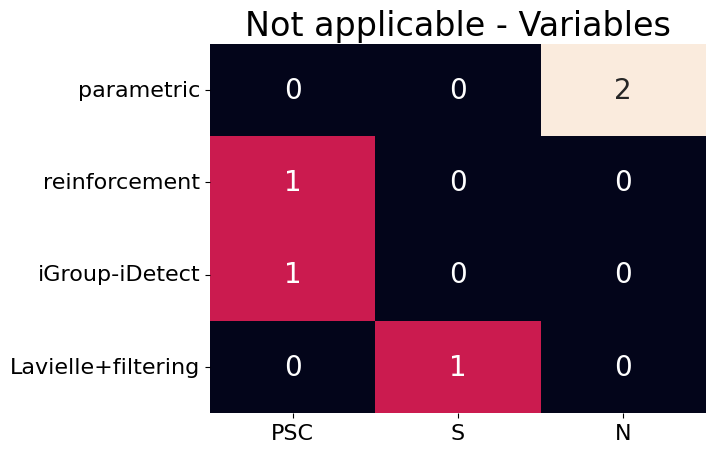 Not applicable - Variables
parametric 0 0 2
reinforcement 1 0 0
iGroup-iDetect 1 0 0
Lavielle+filtering 0 1 0
PSC S N